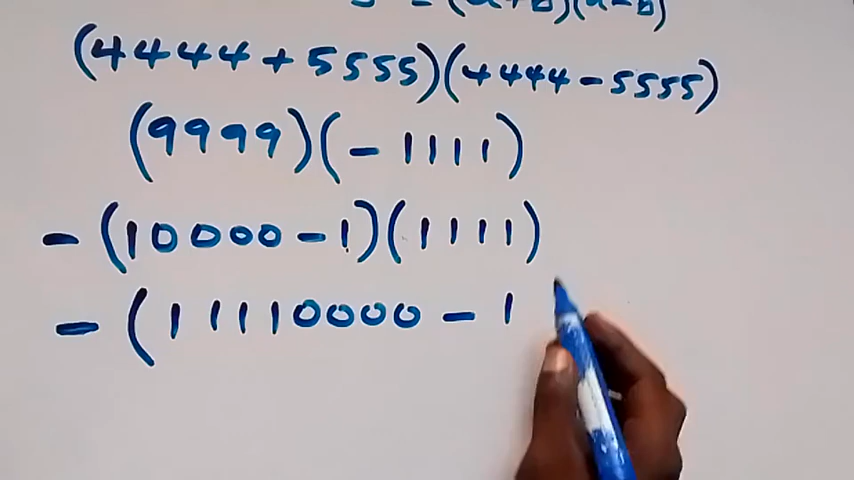 = (a+b)(a-b)
(4444 + 5555)(4444 - 5555)
(9999)(- 1111)
- (10000 - 1)(1111)
- (11110000 - 1